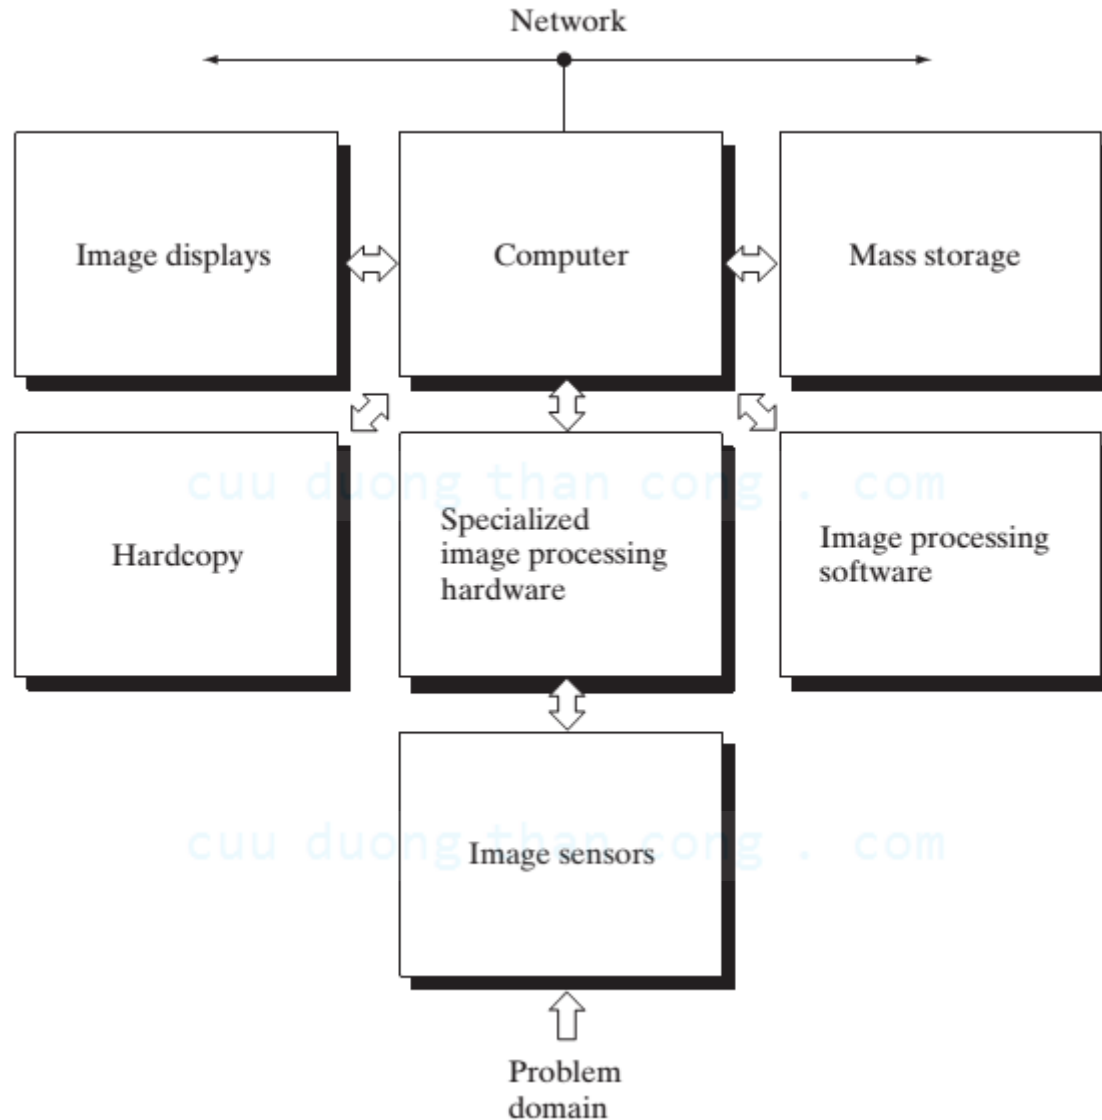 Network
Image displays
Computer
Mass storage
cuu duong than cong . com
Hardcopy
Specialized
image processing
hardware
Image processing
software
cuu duong than cong . com
Image sensors
Problem
domain